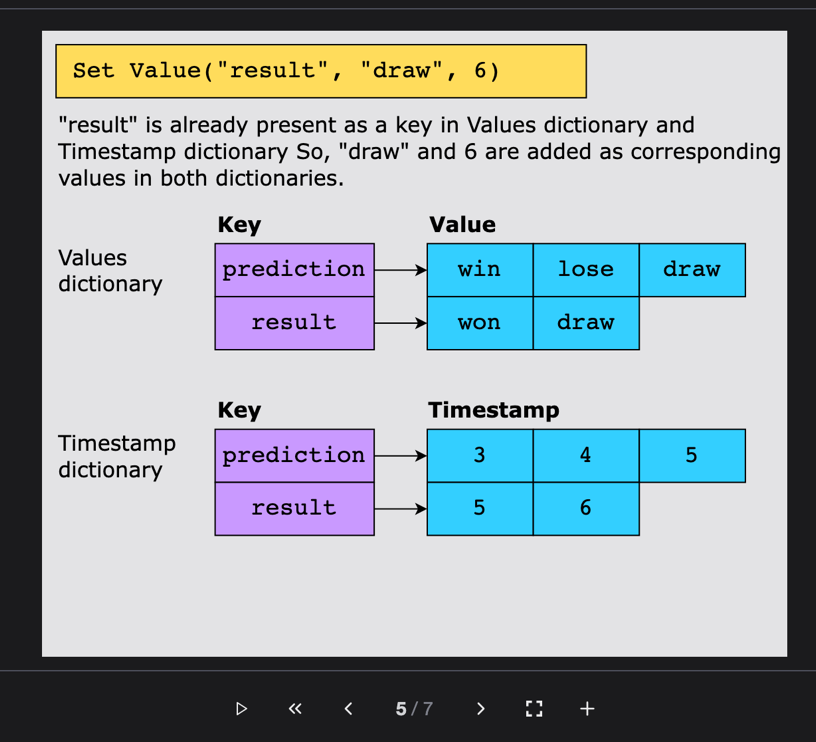 Set Value("result", "draw", 6)
"result" is already present as a key in Values dictionary and
Timestamp dictionary So, "draw" and 6 are added as corresponding
values in both dictionaries.
Key Value
Values
dictionary
prediction win lose draw
result won draw
Key Timestamp
Timestamp
dictionary
prediction 3 4 5
result 5 6
5 / 7